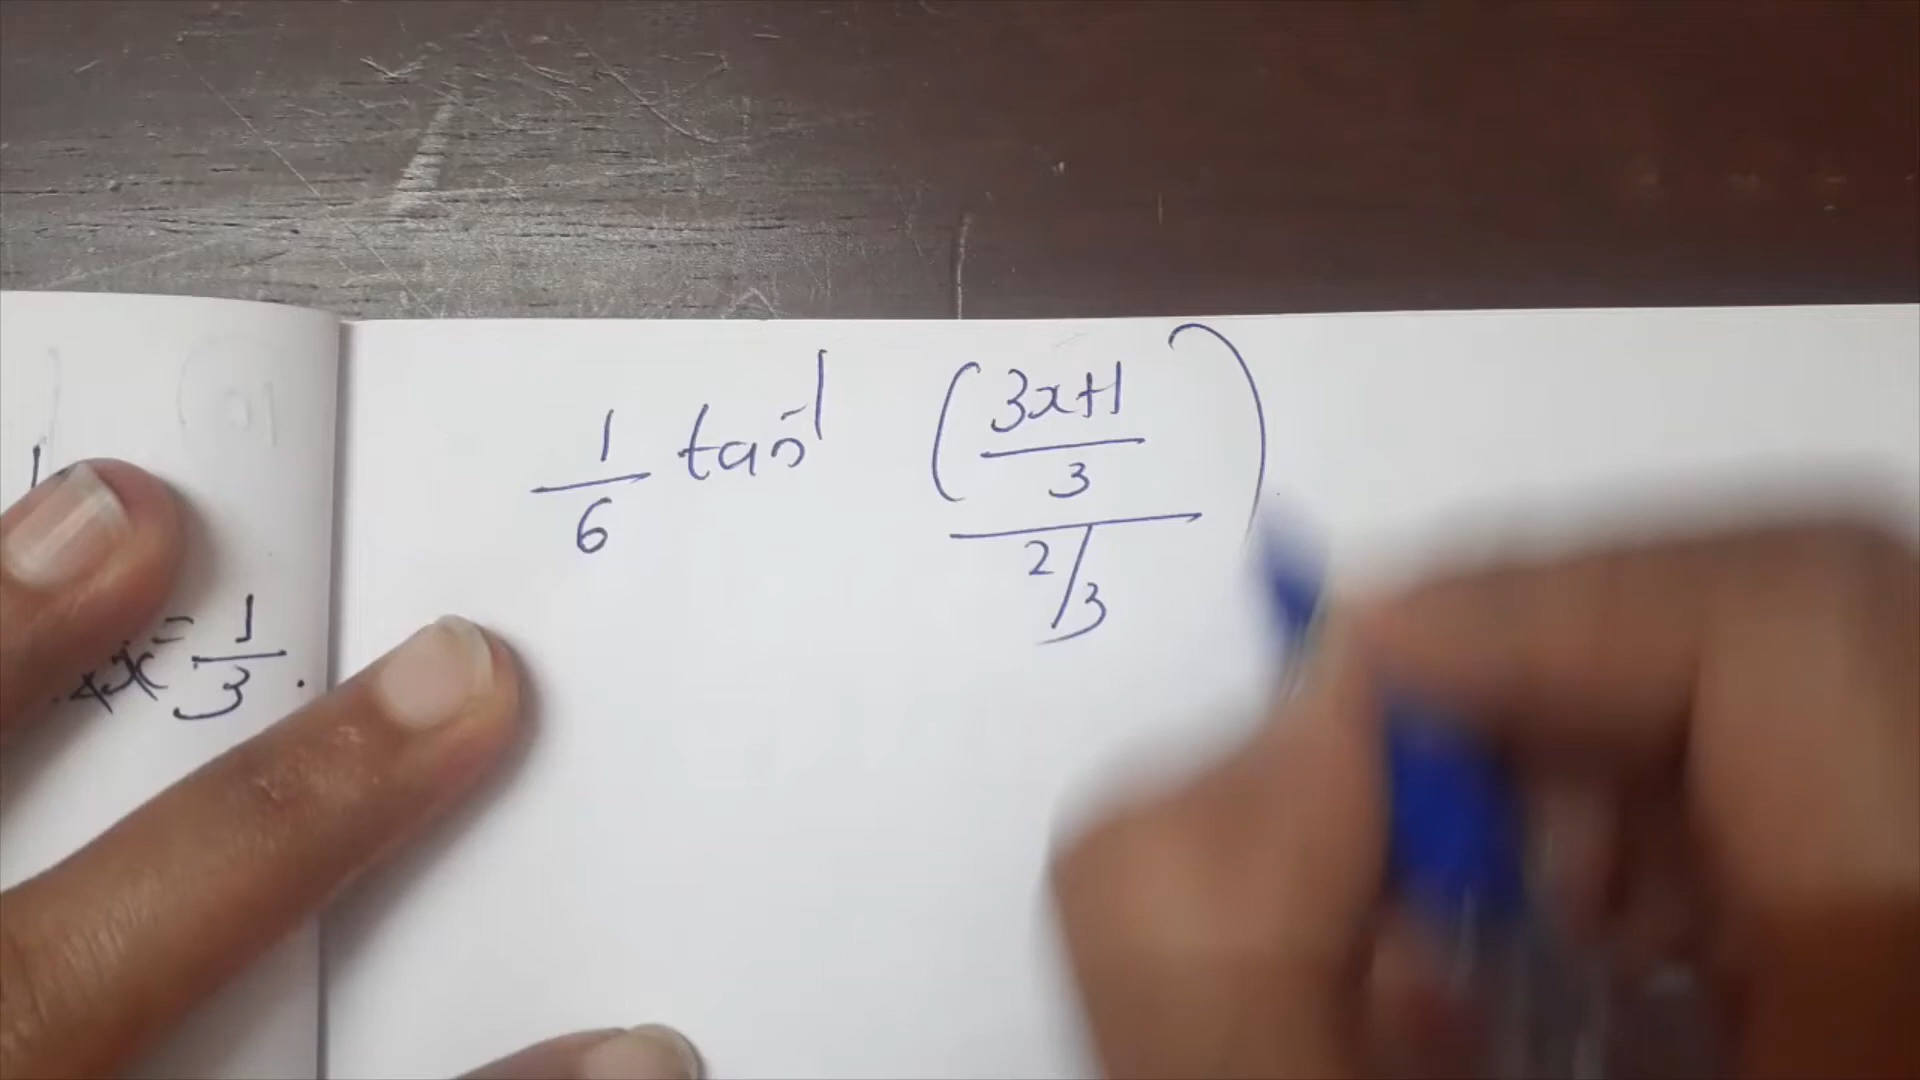 1/6 tan⁻¹ (((3x+1)/3)/(2/3))
x = 1/3.